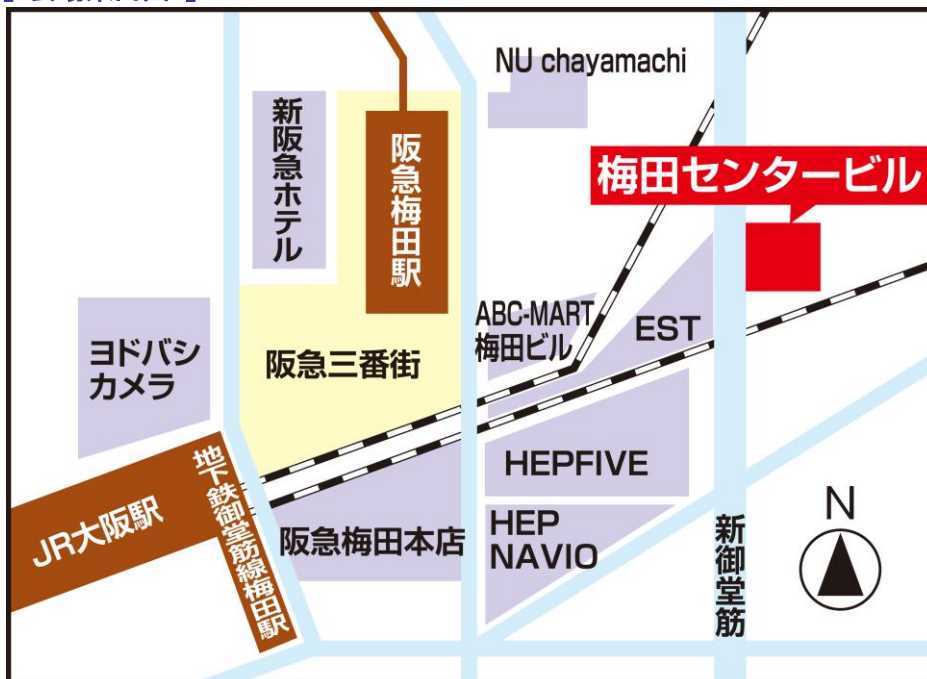 NU chayamachi
新阪急ホテル
阪急梅田駅
梅田センタービル
ABC-MART
梅田ビル
EST
ヨドバシ
カメラ
阪急三番街
HEPFIVE
JR大阪駅
地下鉄御堂筋線梅田駅
阪急梅田本店
HEP
NAVIO
新御堂筋
N